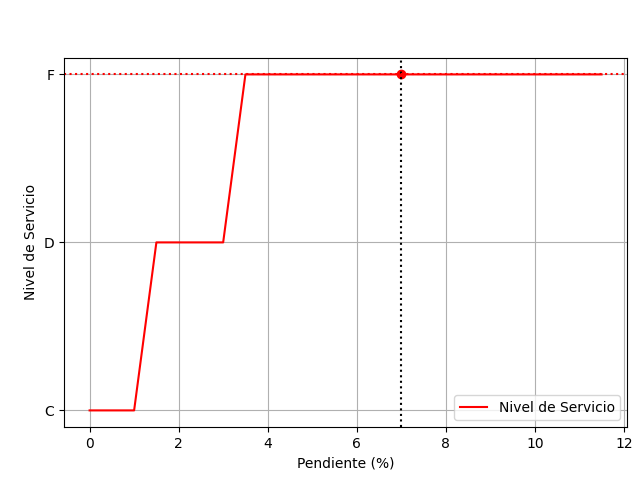 F
D
C
Nivel de Servicio
0 2 4 6 8 10 12
Pendiente (%)
Nivel de Servicio